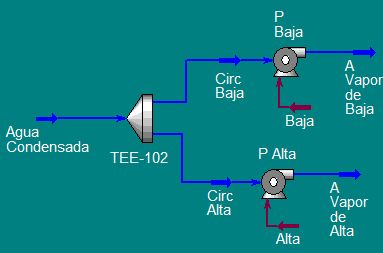 P
Baja
Circ
Baja
A
Vapor
de
Baja
Baja
Agua
Condensada
TEE-102
P Alta
Circ
Alta
A
Vapor
de
Alta
Alta